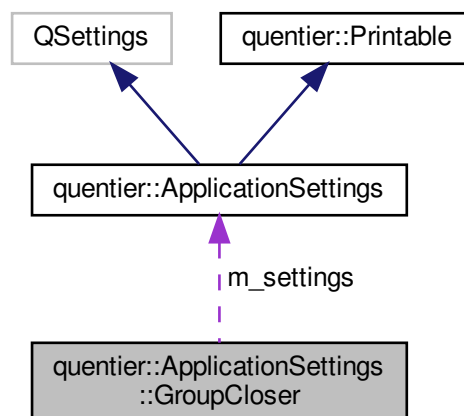 QSettings
quentier::Printable
quentier::ApplicationSettings
m_settings
quentier::ApplicationSettings
::GroupCloser